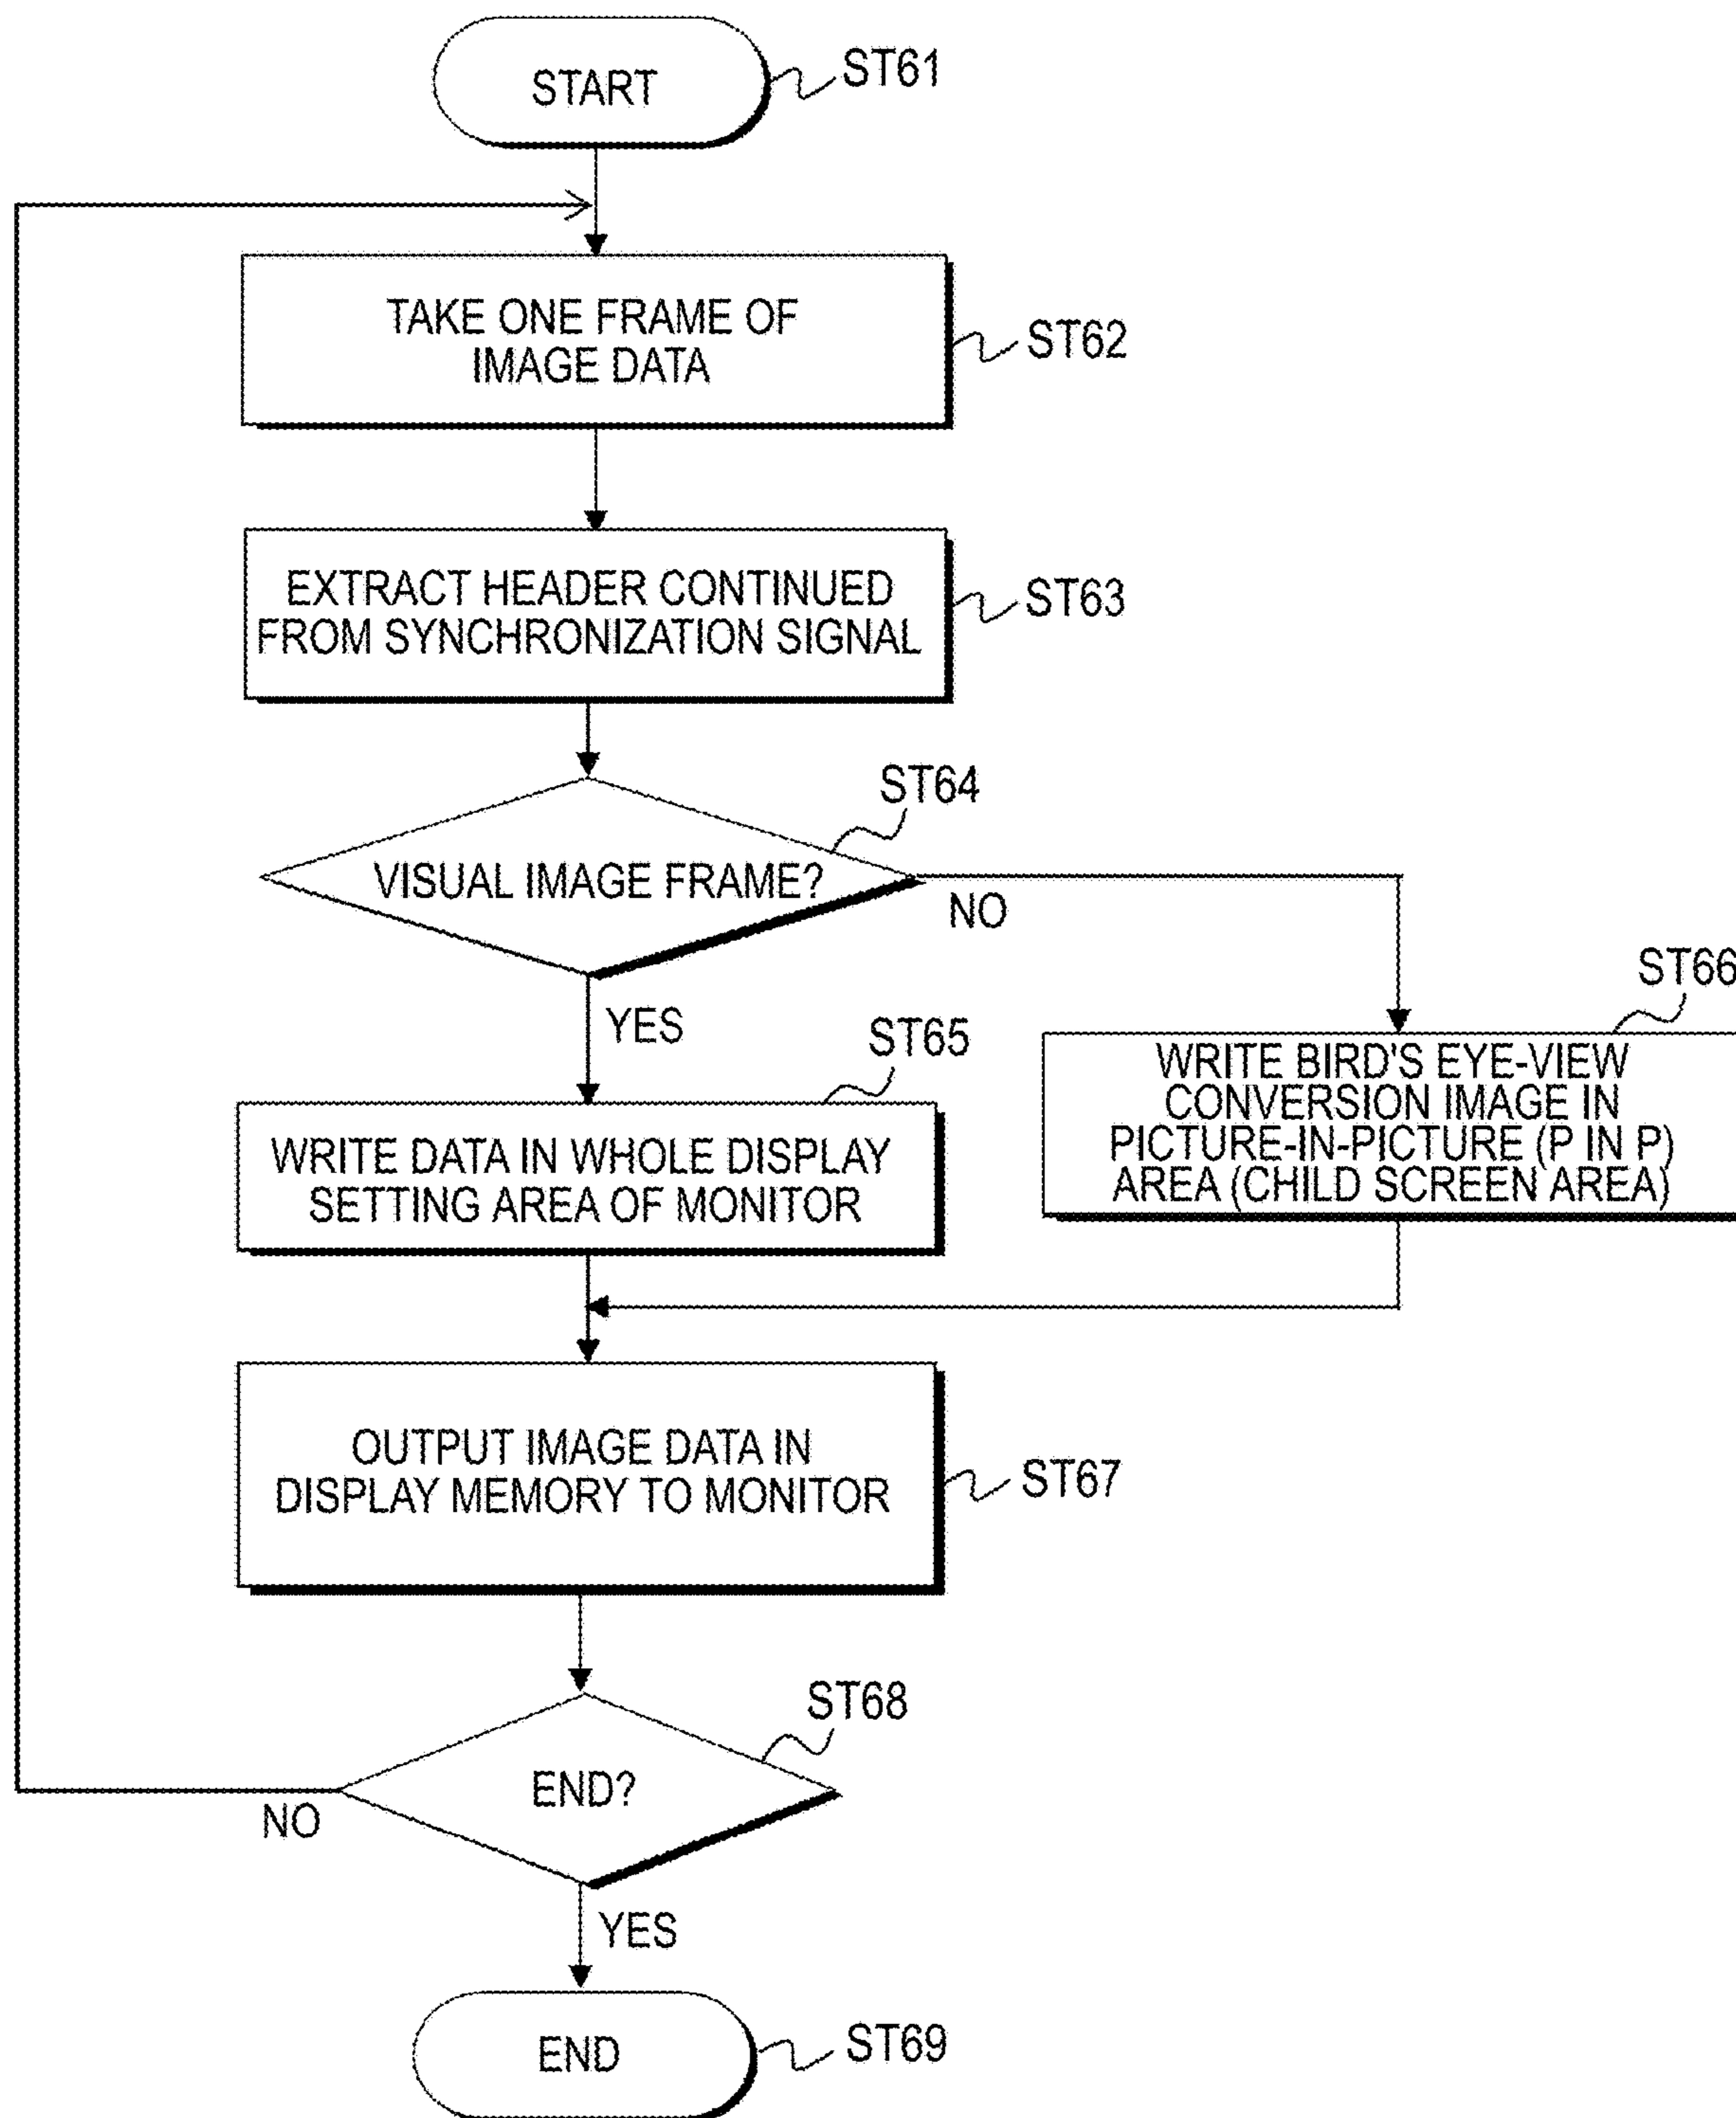 START
ST61
TAKE ONE FRAME OF
IMAGE DATA
ST62
EXTRACT HEADER CONTINUED
FROM SYNCHRONIZATION SIGNAL
ST63
ST64
VISUAL IMAGE FRAME?
NO
YES
ST65
WRITE DATA IN WHOLE DISPLAY
SETTING AREA OF MONITOR
ST66
WRITE BIRD'S EYE-VIEW
CONVERSION IMAGE IN
PICTURE-IN-PICTURE (P IN P)
AREA (CHILD SCREEN AREA)
OUTPUT IMAGE DATA IN
DISPLAY MEMORY TO MONITOR
ST67
ST68
END?
NO
YES
END
ST69